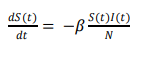 dS(t)/dt = −β S(t)I(t)/N